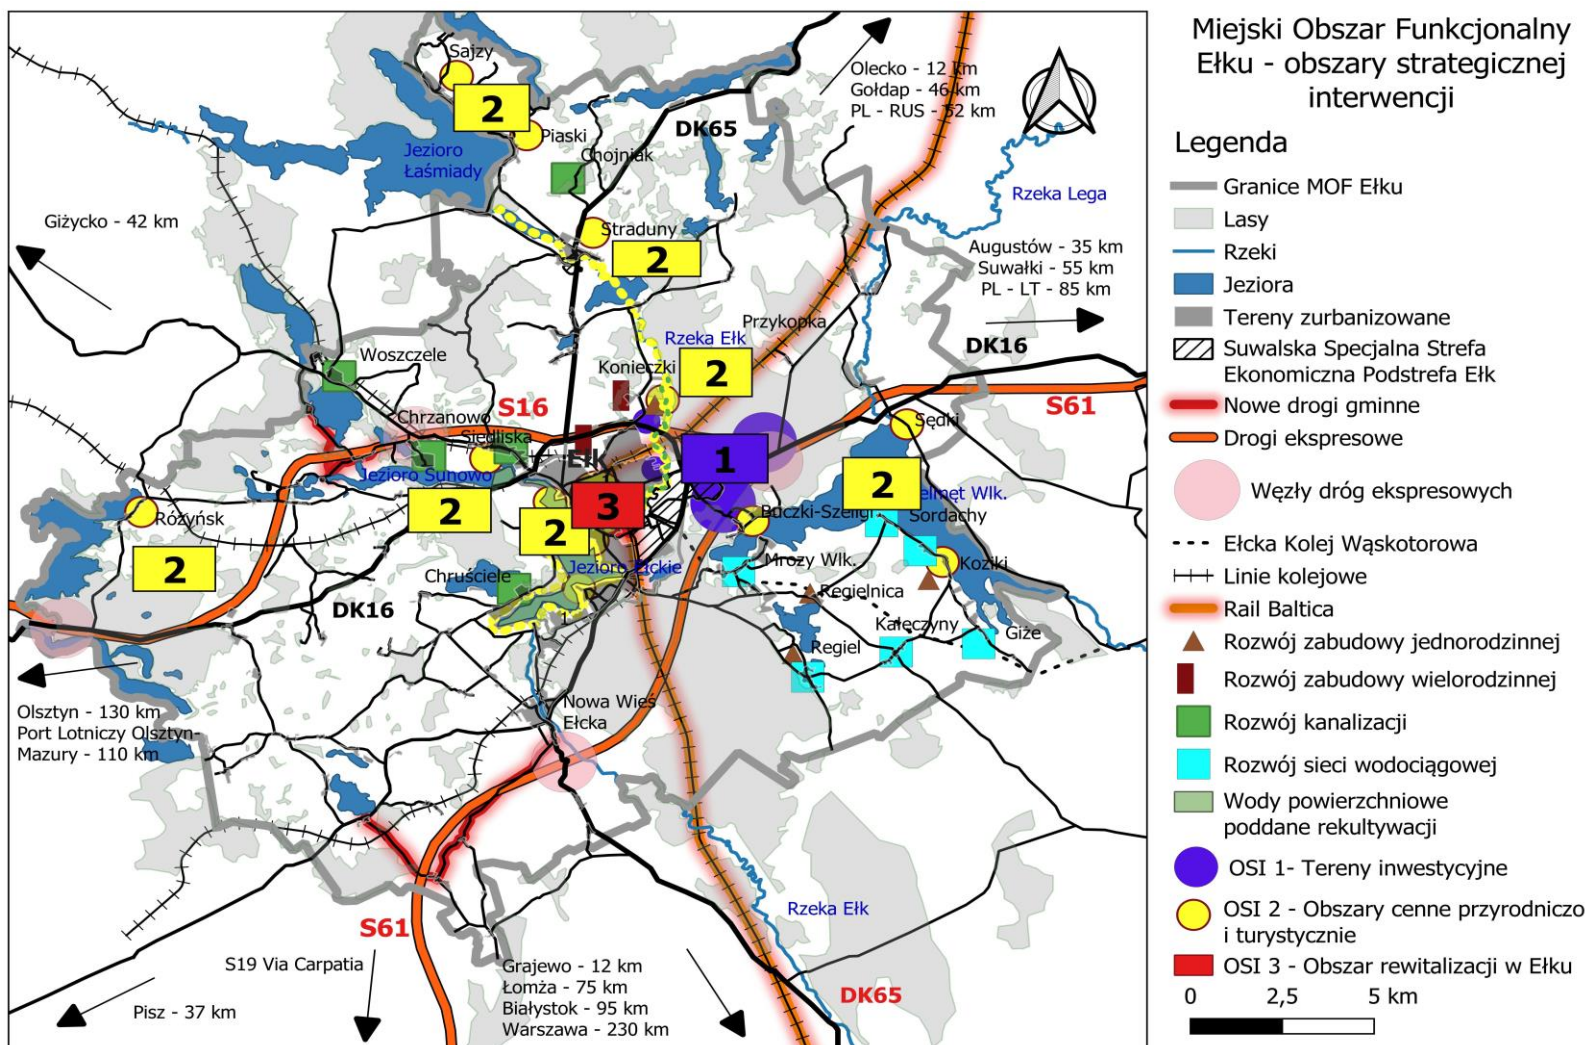 Miejski Obszar Funkcjonalny
Ełku - obszary strategicznej
interwencji
Legenda
Granice MOF Ełku
Lasy
Rzeki
Jeziora
Tereny zurbanizowane
Suwalska Specjalna Strefa
Ekonomiczna Podstrefa Ełk
Nowe drogi gminne
Drogi ekspresowe
Węzły dróg ekspresowych
Ełcka Kolej Wąskotorowa
Linie kolejowe
Rail Baltica
Rozwój zabudowy jednorodzinnej
Rozwój zabudowy wielorodzinnej
Rozwój kanalizacji
Rozwój sieci wodociągowej
Wody powierzchniowe
poddane rekultywacji
OSI 1- Tereny inwestycyjne
OSI 2 - Obszary cenne przyrodniczo
i turystycznie
OSI 3 - Obszar rewitalizacji w Ełku
0 2,5 5 km
Sajzy
2
Piaski
Jezioro
Łaśmiady
Chojniak
DK65
Olecko - 12 km
Gołdap - 46 km
PL - RUS - 52 km
Rzeka Lega
Giżycko - 42 km
Straduny
2
Augustów - 35 km
Suwałki - 55 km
PL - LT - 85 km
Przykopka
Rzeka Ełk
DK16
Woszczele
Konieczki
2
S16
S61
Chrzanowo
Siedliska
Sędki
Jezioro Sunowo
Ełk
1
2
2
3
2
Wlk.
Sordachy
Różyńsk
Buczki-Szeligi
2
Chruściele
Jezioro Ełckie
Mrozy Wlk.
Koziki
Regielnica
DK16
Kałęczyny
Giże
Regiel
Nowa Wieś
Ełcka
Olsztyn - 130 km
Port Lotniczy Olsztyn-
Mazury - 110 km
Rzeka Ełk
S61
S19 Via Carpatia
Grajewo - 12 km
Łomża - 75 km
Białystok - 95 km
Warszawa - 230 km
DK65
Pisz - 37 km